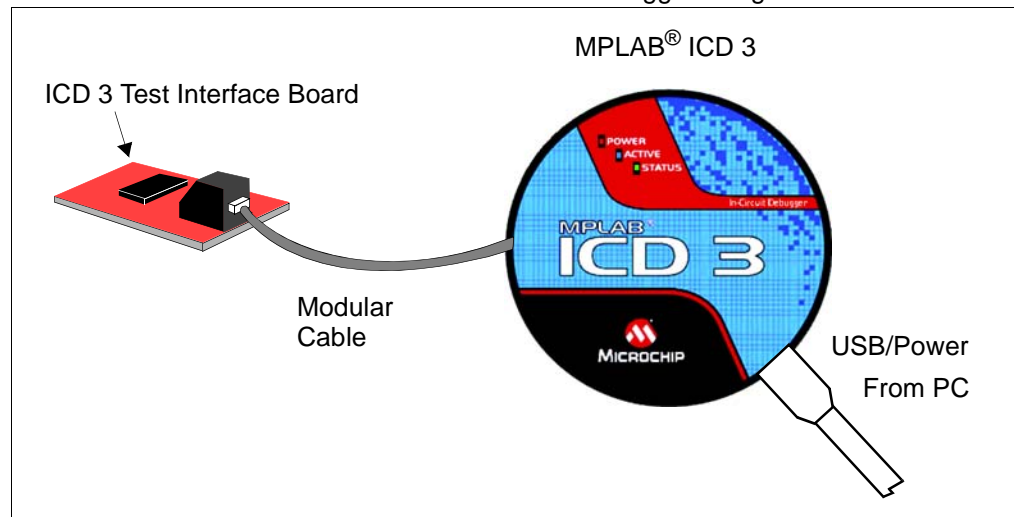 MPLAB® ICD 3
ICD 3 Test Interface Board
POWER
ACTIVE
STATUS
In-Circuit Debugger
MPLAB®
ICD 3
Modular
Cable
MICROCHIP
USB/Power
From PC